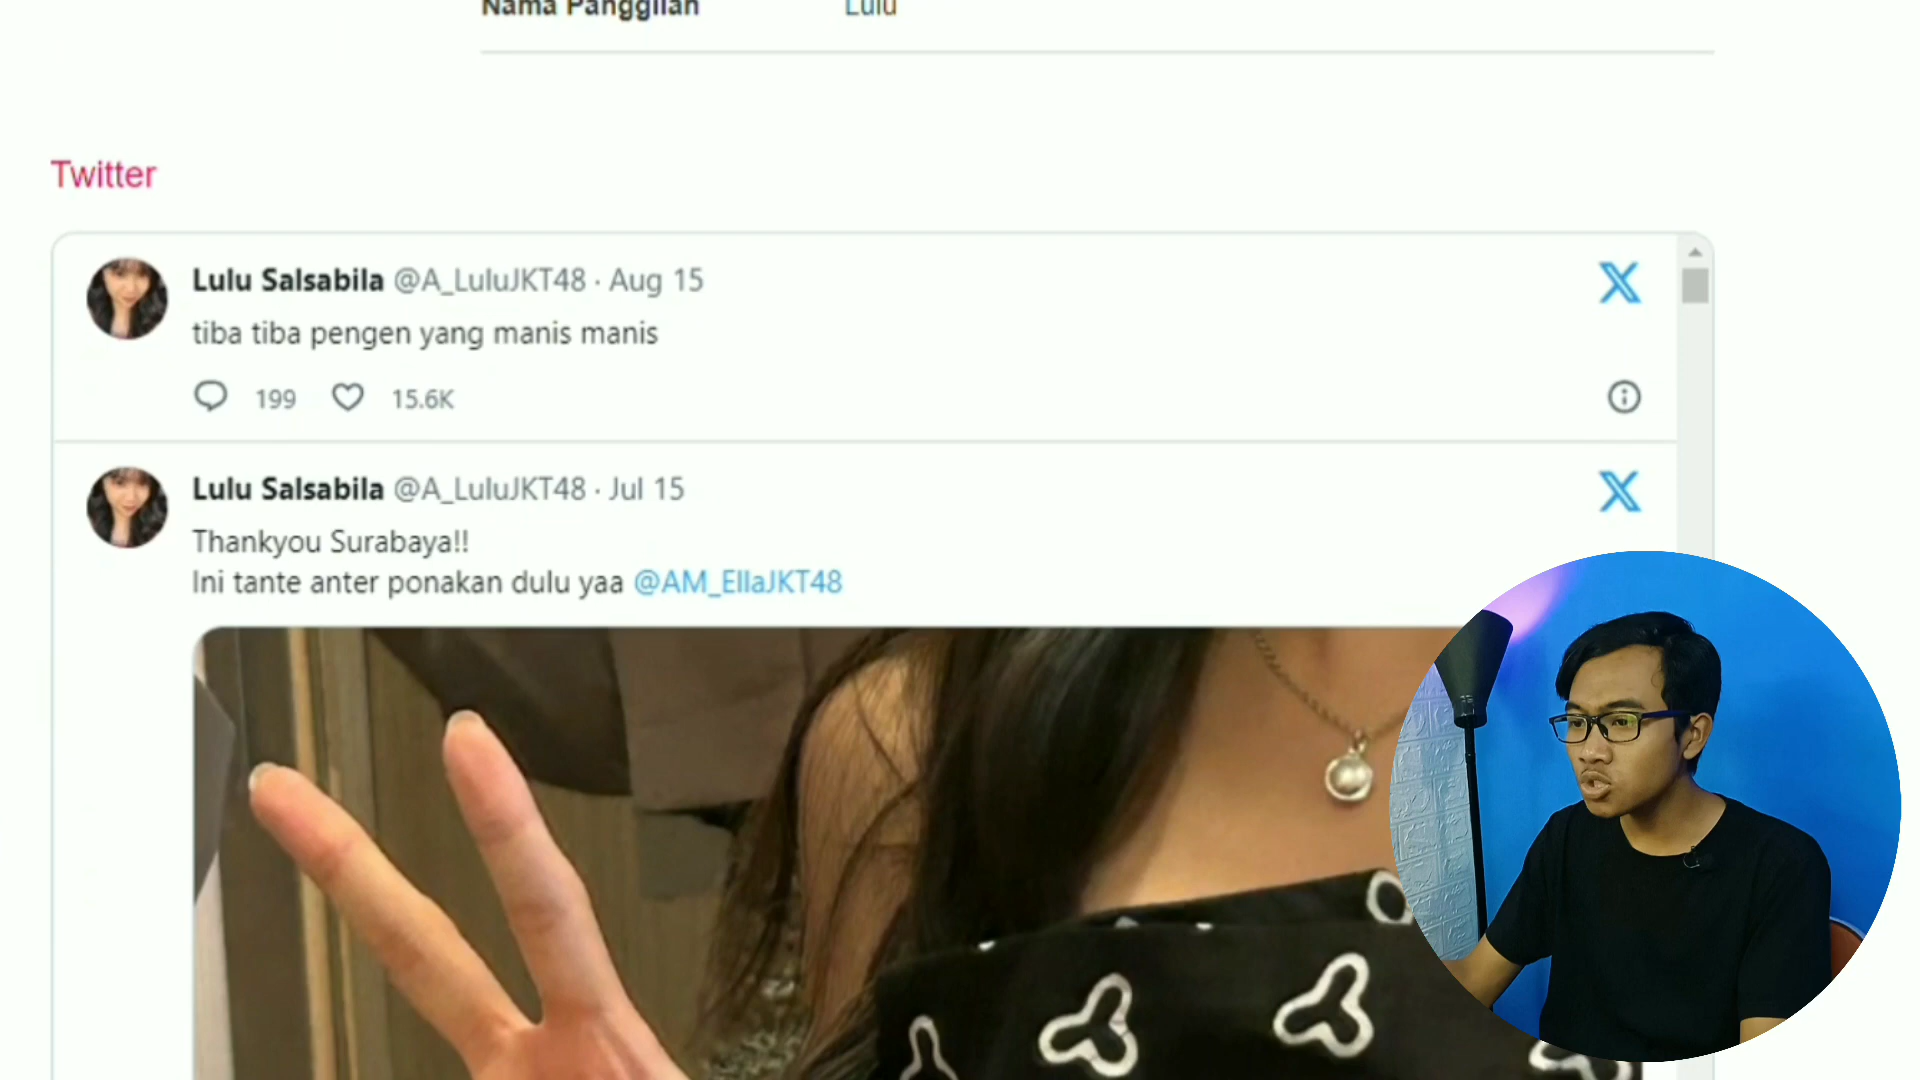 Nama Panggilan Lulu
Twitter
Lulu Salsabila @A_LuluJKT48 · Aug 15
tiba tiba pengen yang manis manis
199 15.6K
Lulu Salsabila @A_LuluJKT48 · Jul 15
Thankyou Surabaya!!
Ini tante anter ponakan dulu yaa @AM_EllaJKT48